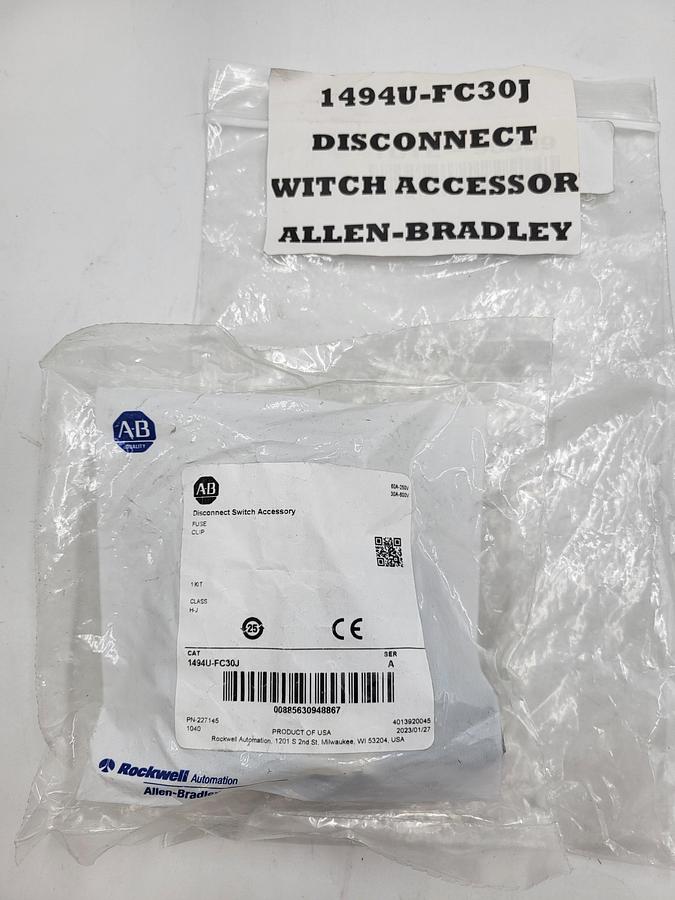 1494U-FC30J
DISCONNECT
WITCH ACCESSOR
ALLEN-BRADLEY
AB
QUALITY
AB
60A-250V
30A-600V
Disconnect Switch Accessory
FUSE
CLIP
1 KIT
CLASS
H-J
25
CE
CAT
SER
1494U-FC30J
A
00885630948867
PN-227145
4013920045
1040
PRODUCT OF USA
2023/01/27
Rockwell Automation, 1201 S 2nd St, Milwaukee, WI 53204, USA
Rockwell Automation
Allen-Bradle